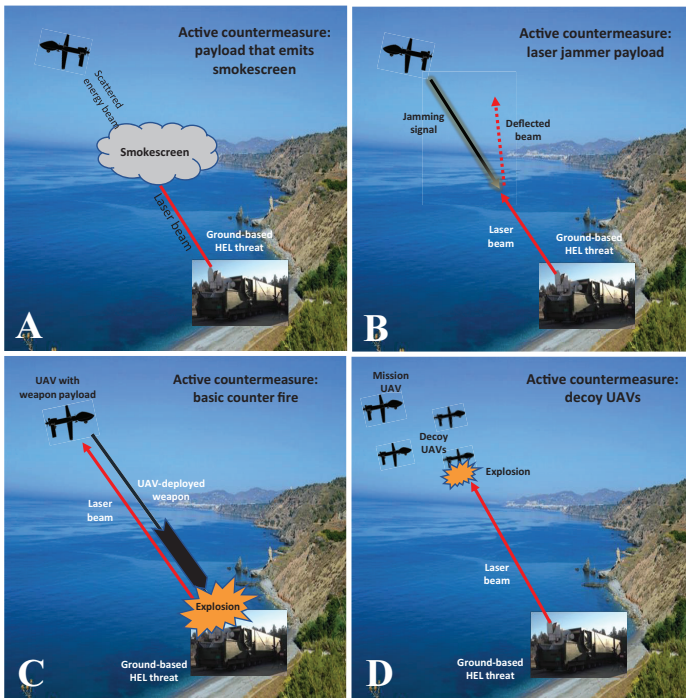 Active countermeasure:
payload that emits
smokescreen
Scattered
energy beam
Smokescreen
Laser beam
Ground-based
HEL threat
A
Active countermeasure:
laser jammer payload
Jamming
signal
Deflected
beam
Laser
beam
Ground-based
HEL threat
B
UAV with
weapon payload
Active countermeasure:
basic counter fire
UAV-deployed
weapon
Laser
beam
Explosion
Ground-based
HEL threat
C
Mission
UAV
Active countermeasure:
decoy UAVs
Decoy
UAVs
Explosion
Laser
beam
Ground-based
HEL threat
D